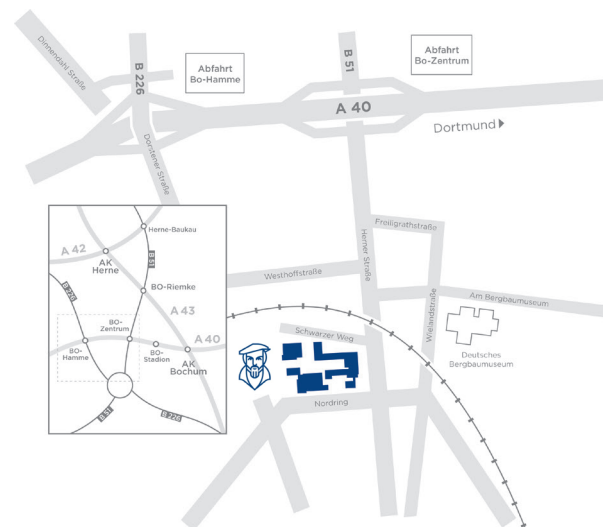 Dinnendahl Straße
B 226
Abfahrt
Bo-Hamme
B 51
Abfahrt
Bo-Zentrum
A 40
Dortmund
Dorstener Straße
Freiligrathstraße
Herner Straße
Westhoffstraße
Wielandstraße
Am Bergbaumuseum
Schwarzer Weg
Deutsches
Bergbaumuseum
Nordring
Herne-Baukau
A 42
B 51
AK
Herne
B 226
BO-Riemke
A 43
BO-
Zentrum
A 40
BO-
Hamme
BO-
Stadion
AK
Bochum
B 51
B 226